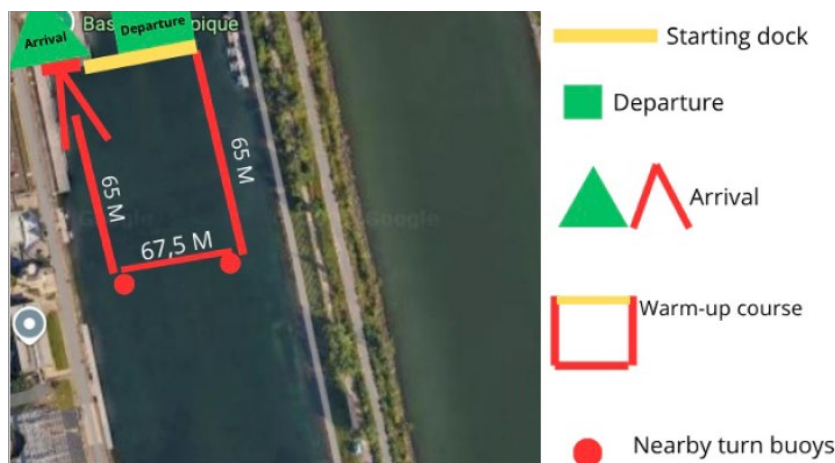 Bas
pique
Departure
Arrival
65 M
65 M
67,5 M
Google
Google
Starting dock
Departure
Arrival
Warm-up course
Nearby turn buoys